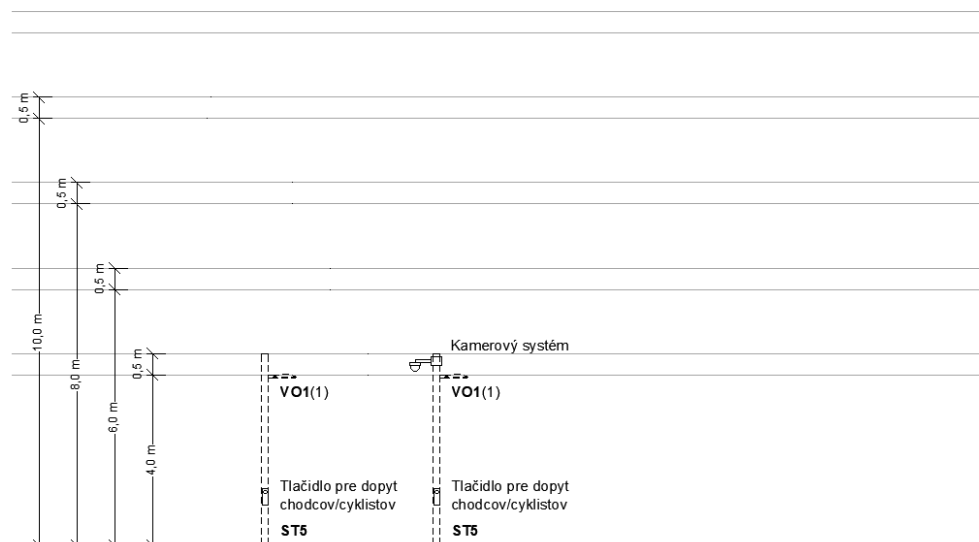 0,5 m
0,5 m
0,5 m
10,0 m
Kamerový systém
0,5 m
8,0 m
VO1(1)
VO1(1)
6,0 m
4,0 m
Tlačidlo pre dopyt
chodcov/cyklistov
Tlačidlo pre dopyt
chodcov/cyklistov
ST5
ST5